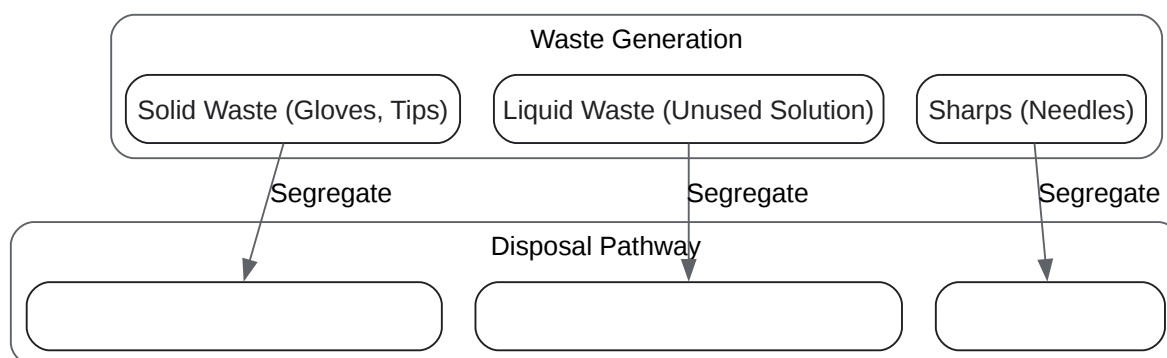 Waste Generation
Solid Waste (Gloves, Tips)
Liquid Waste (Unused Solution)
Sharps (Needles)
Segregate
Segregate
Segregate
Disposal Pathway